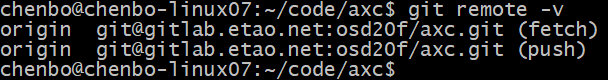 chenbo@chenbo-linux07:~/code/axc$ git remote -v
origin  git@gitlab.etao.net:osd20f/axc.git (fetch)
origin  git@gitlab.etao.net:osd20f/axc.git (push)
chenbo@chenbo-linux07:~/code/axc$